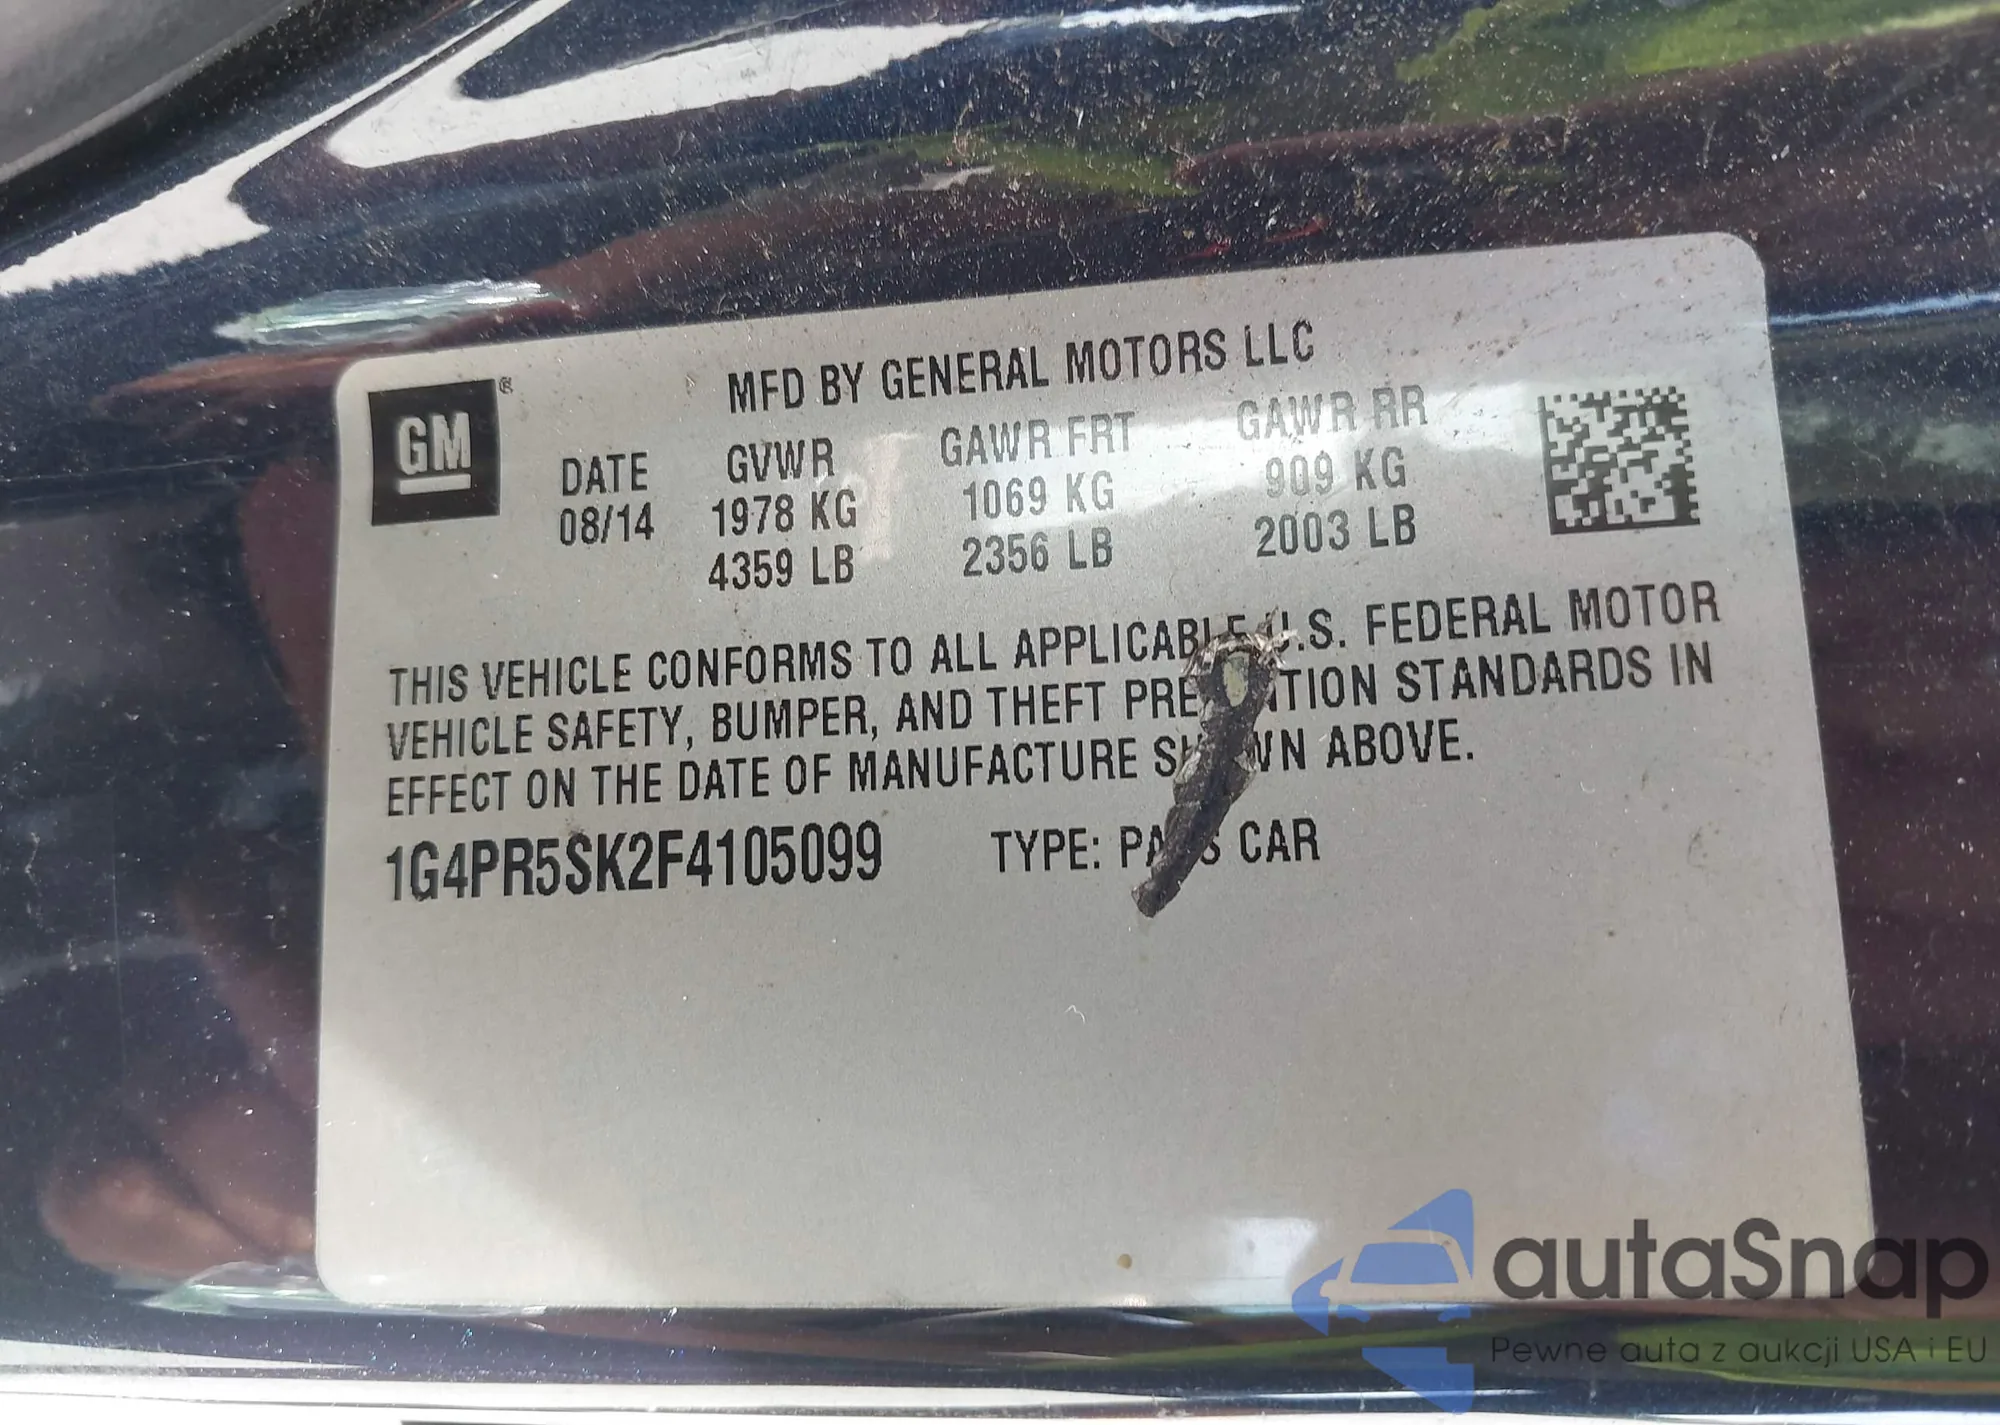 MFD BY GENERAL MOTORS LLC
GM ®
DATE GVWR GAWR FRT GAWR RR
08/14 1978 KG 1069 KG 909 KG
4359 LB 2356 LB 2003 LB
THIS VEHICLE CONFORMS TO ALL APPLICABLE U.S. FEDERAL MOTOR
VEHICLE SAFETY, BUMPER, AND THEFT PRE TION STANDARDS IN
EFFECT ON THE DATE OF MANUFACTURE SHOWN ABOVE.
1G4PR5SK2F4105099 TYPE: PASS CAR
autaSnap
Pewne auta z aukcji USA i EU